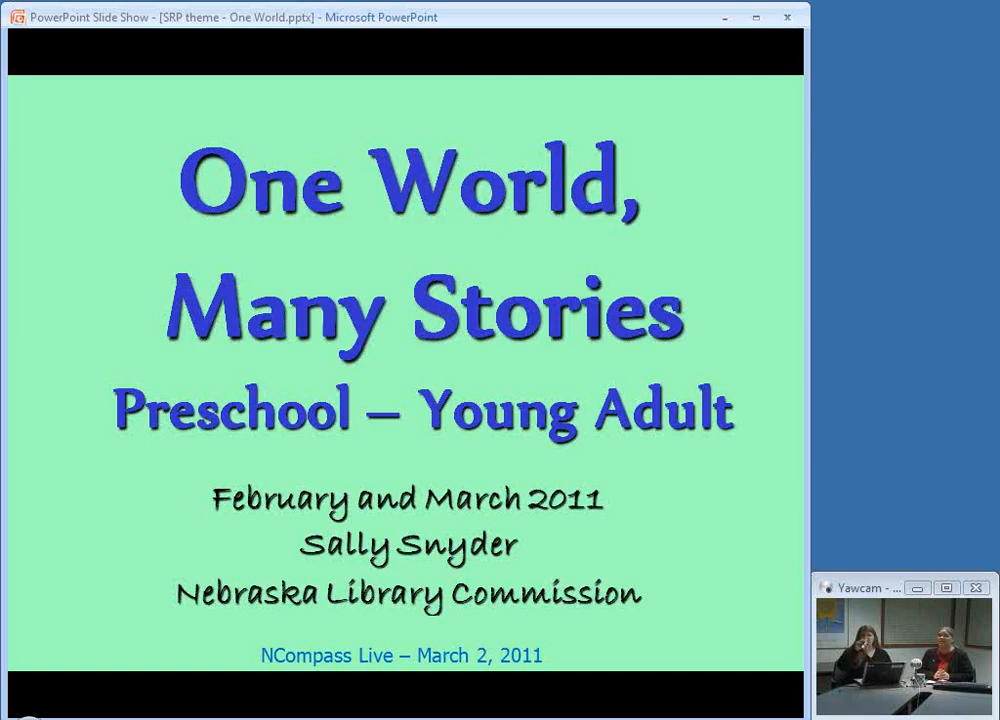 PowerPoint Slide Show - [SRP theme - One World.pptx] - Microsoft PowerPoint
One World,
Many Stories
Preschool – Young Adult
February and March 2011
Sally Snyder
Nebraska Library Commission
NCompass Live – March 2, 2011
Yawcam - ...